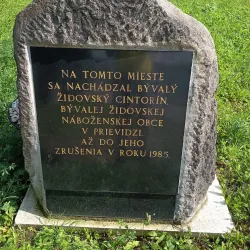 NA TOMTO MIESTE
SA NACHÁDZAL BÝVALÝ
ŽIDOVSKÝ CINTORÍN
BÝVALEJ ŽIDOVSKEJ
NÁBOŽENSKEJ OBCE
V PRIEVIDZI,
AŽ DO JEHO
ZRUŠENIA V ROKU 1985.